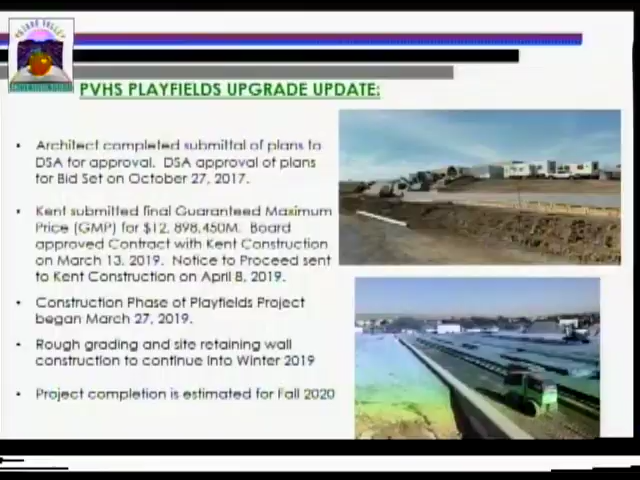 PAJARO VALLEY
PVHS PLAYFIELDS UPGRADE UPDATE:
• Architect completed submittal of plans to
DSA for approval. DSA approval of plans
for Bid Set on October 27, 2017.
• Kent submitted final Guaranteed Maximum
Price (GMP) for $12, 898,450M. Board
approved Contract with Kent Construction
on March 13, 2019. Notice to Proceed sent
to Kent Construction on April 8, 2019.
• Construction Phase of Playfields Project
began March 27, 2019.
• Rough grading and site retaining wall
construction to continue into Winter 2019
• Project completion is estimated for Fall 2020